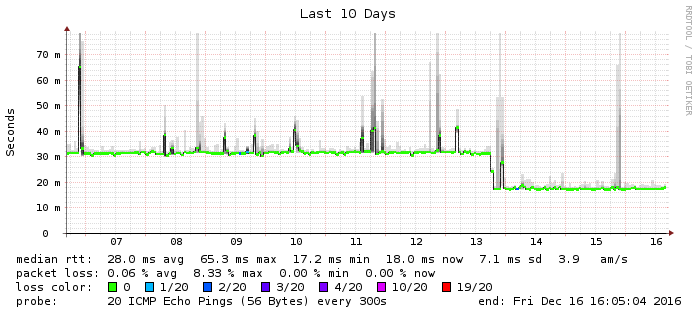 Last 10 Days
RRDTOOL / TOBI OETIKER
Seconds
70 m
60 m
50 m
40 m
30 m
20 m
10 m
0
07 08 09 10 11 12 13 14 15 16
median rtt: 28.0 ms avg 65.3 ms max 17.2 ms min 18.0 ms now 7.1 ms sd 3.9 am/s
packet loss: 0.06 % avg 8.33 % max 0.00 % min 0.00 % now
loss color: 0 1/20 2/20 3/20 4/20 10/20 19/20
probe: 20 ICMP Echo Pings (56 Bytes) every 300s end: Fri Dec 16 16:05:04 2016